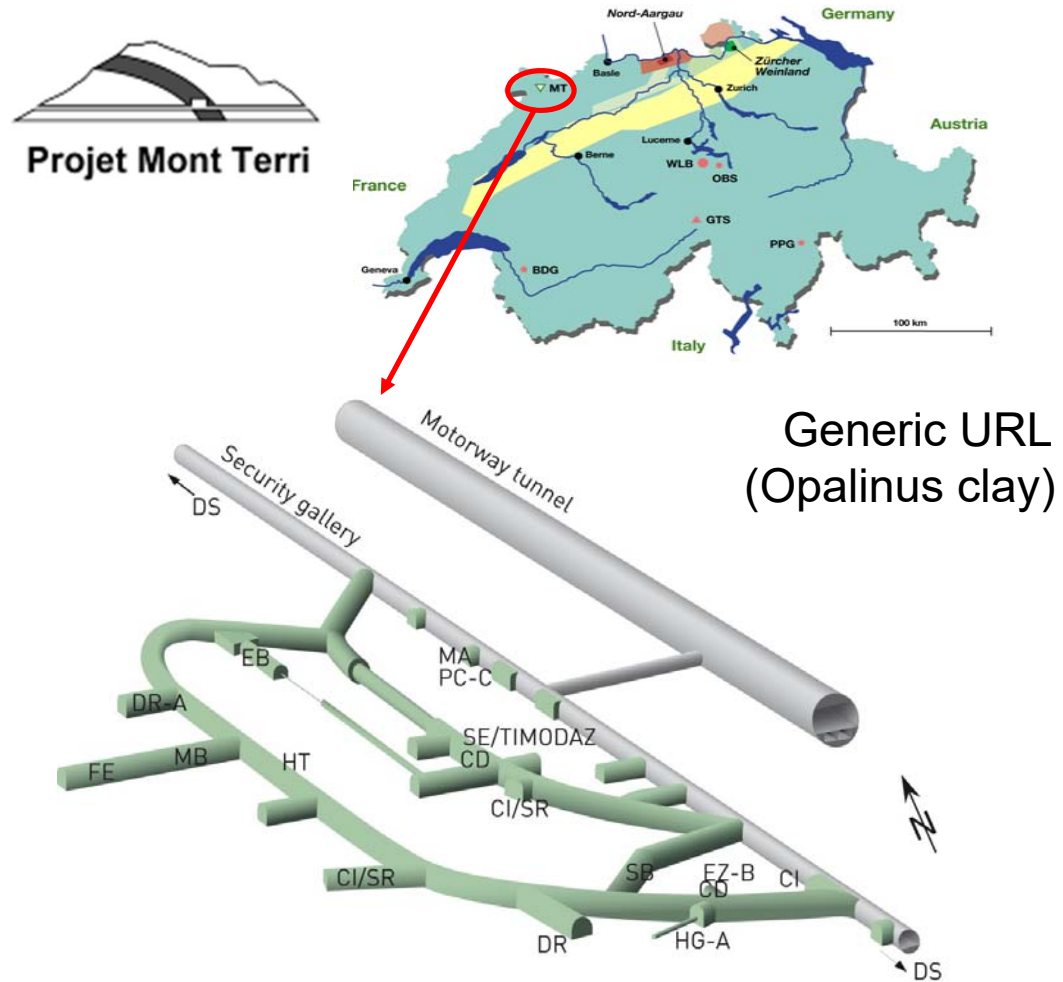 Projet Mont Terri
Germany
Nord-Aargau
Zürcher
Weinland
Basle
MT
Zurich
Austria
Lucerne
Berne
WLB
OBS
France
GTS
PPG
Geneva
BDG
100 km
Italy
Generic URL
(Opalinus clay)
Motorway tunnel
Security gallery
DS
EB
MA
PC-C
DR-A
SE/TIMODAZ
CD
MB
HT
FE
CI/SR
CI/SR
SB
EZ-B
CD
CI
DR
HG-A
DS
N